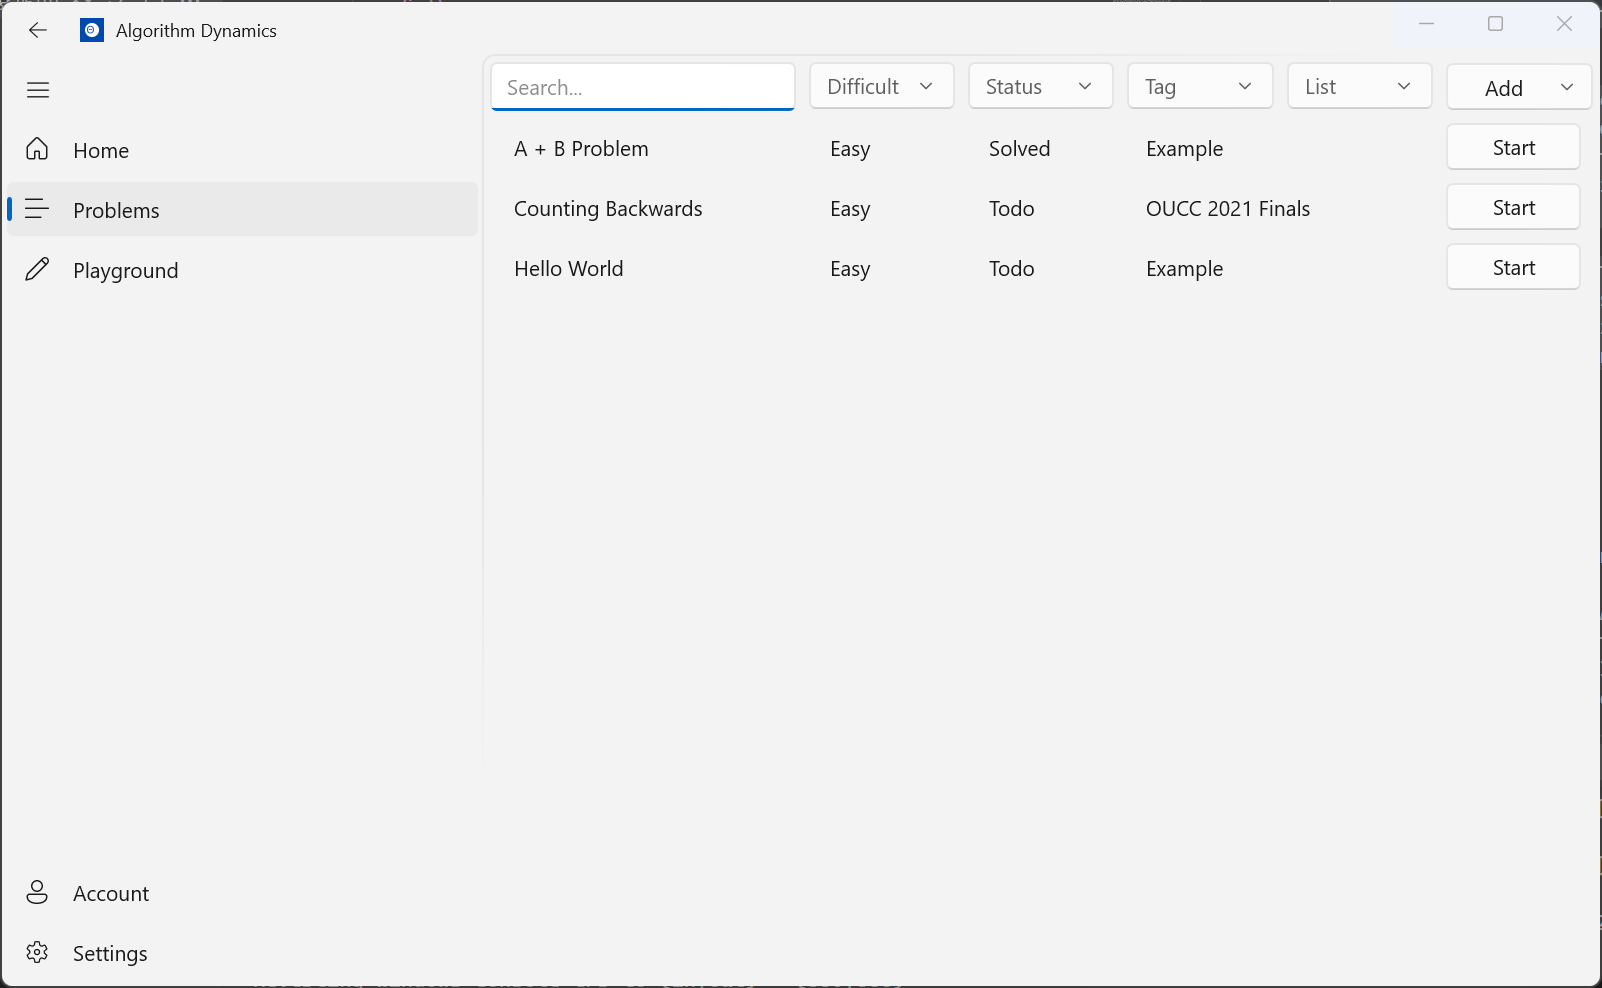 Algorithm Dynamics
Home
Problems
Playground
Account
Settings
Search... Difficult Status Tag List Add
A + B Problem Easy Solved Example Start
Counting Backwards Easy Todo OUCC 2021 Finals Start
Hello World Easy Todo Example Start